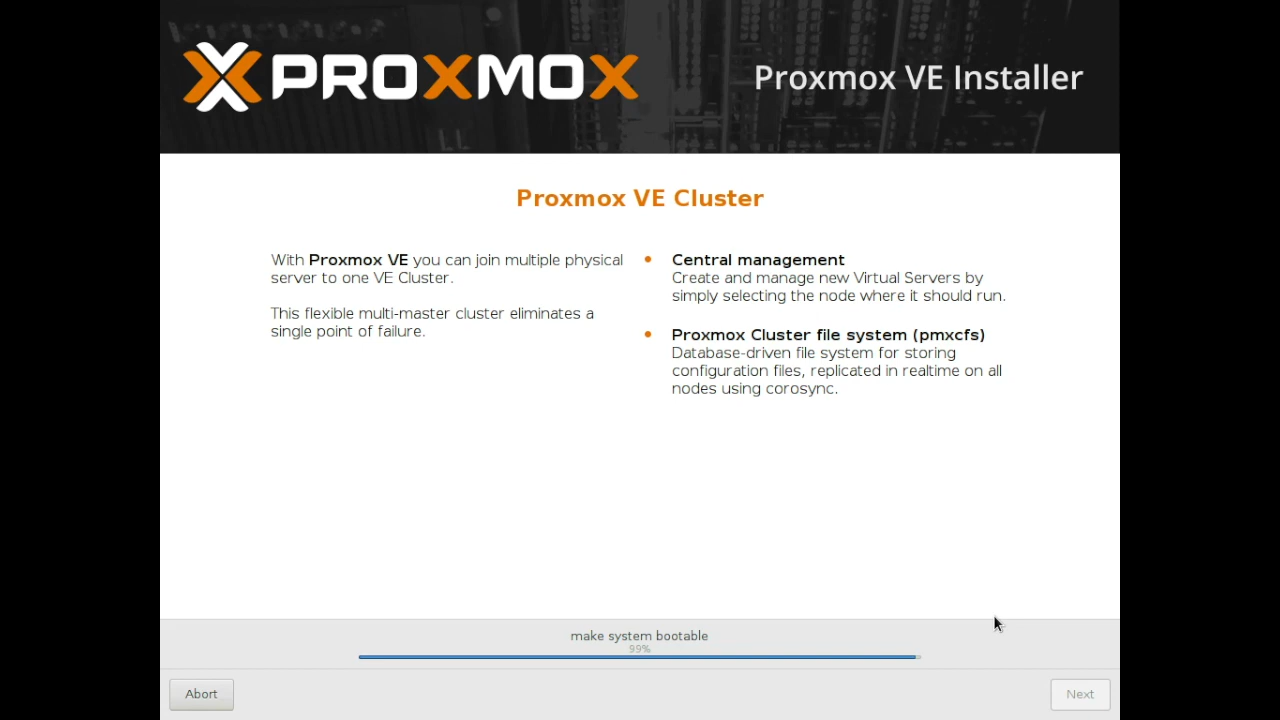 PROXMOX
Proxmox VE Installer
Proxmox VE Cluster
With Proxmox VE you can join multiple physical
server to one VE Cluster.
This flexible multi-master cluster eliminates a
single point of failure.
Central management
Create and manage new Virtual Servers by
simply selecting the node where it should run.
Proxmox Cluster file system (pmxcfs)
Database-driven file system for storing
configuration files, replicated in realtime on all
nodes using corosync.
make system bootable
99%
Abort
Next